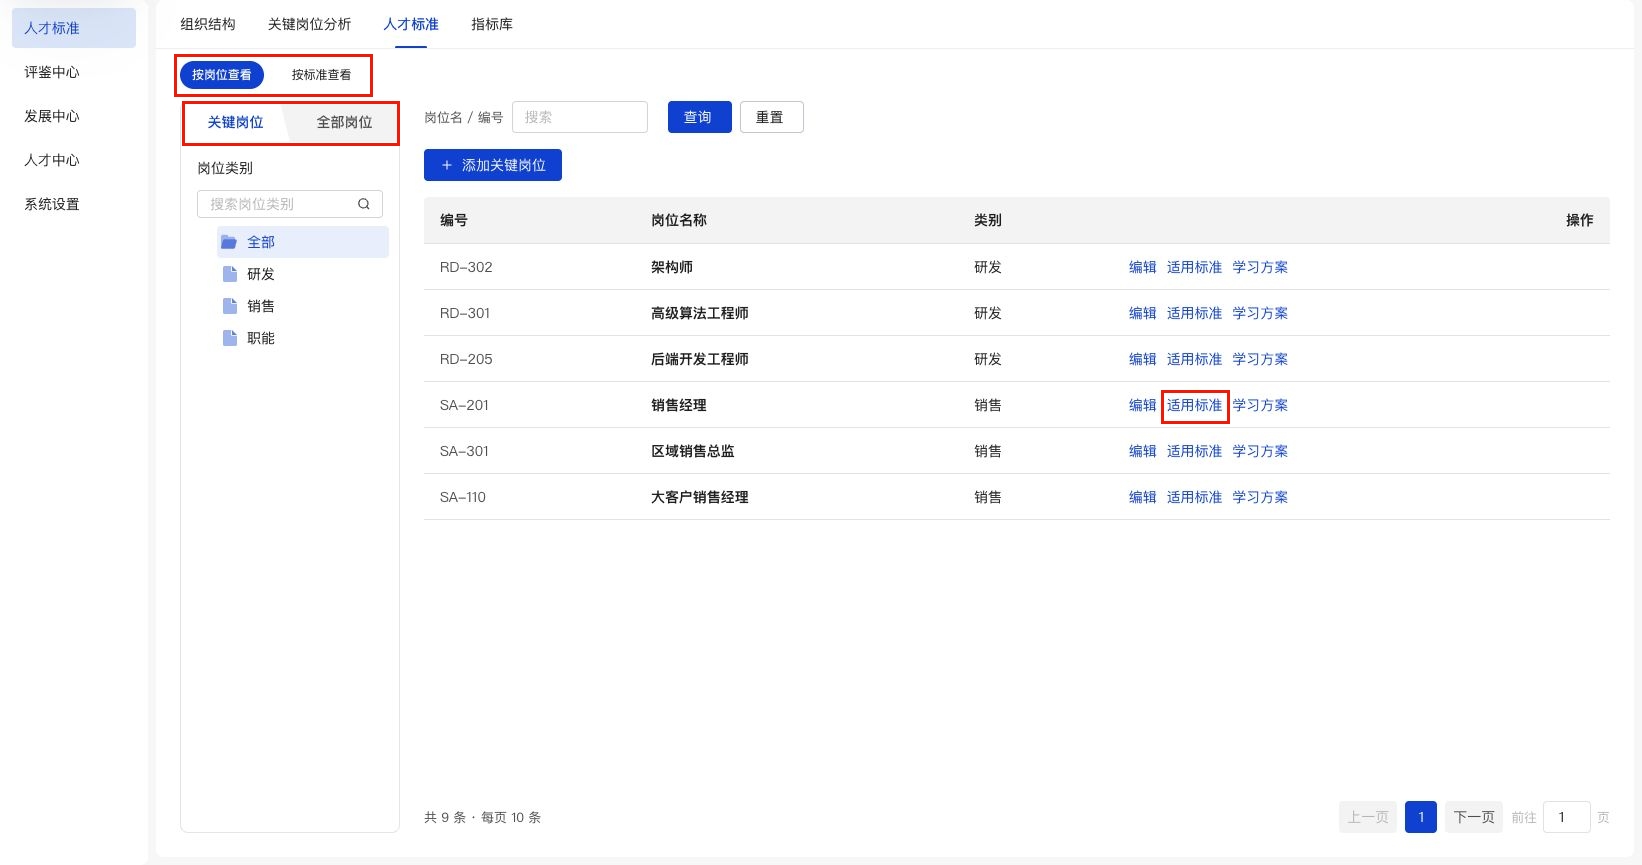 人才标准
评鉴中心
发展中心
人才中心
系统设置
组织结构 关键岗位分析 人才标准 指标库
按岗位查看 按标准查看
关键岗位 全部岗位
岗位类别
搜索岗位类别
全部
研发
销售
职能
岗位名 / 编号 搜索 查询 重置
+ 添加关键岗位
编号 岗位名称 类别 操作
RD-302 架构师 研发 编辑 适用标准 学习方案
RD-301 高级算法工程师 研发 编辑 适用标准 学习方案
RD-205 后端开发工程师 研发 编辑 适用标准 学习方案
SA-201 销售经理 销售 编辑 适用标准 学习方案
SA-301 区域销售总监 销售 编辑 适用标准 学习方案
SA-110 大客户销售经理 销售 编辑 适用标准 学习方案
共 9 条 · 每页 10 条 上一页 1 下一页 前往 1 页